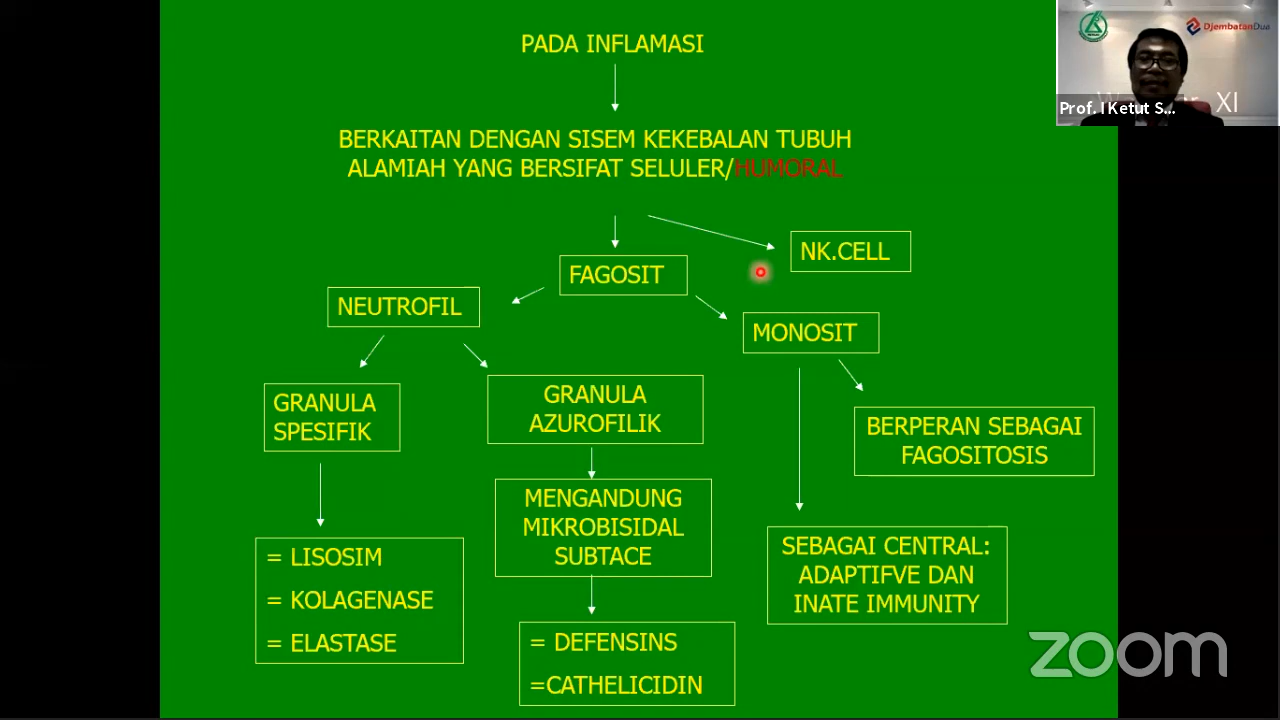 PADA INFLAMASI
BERKAITAN DENGAN SISEM KEKEBALAN TUBUH
ALAMIAH YANG BERSIFAT SELULER/HUMORAL
NK.CELL
FAGOSIT
NEUTROFIL
MONOSIT
GRANULA
SPESIFIK
GRANULA
AZUROFILIK
BERPERAN SEBAGAI
FAGOSITOSIS
MENGANDUNG
MIKROBISIDAL
SUBTACE
= LISOSIM
= KOLAGENASE
= ELASTASE
SEBAGAI CENTRAL:
ADAPTIFVE DAN
INATE IMMUNITY
= DEFENSINS
=CATHELICIDIN
DjembatanDua
XI
Prof. I Ketut S...
zoom